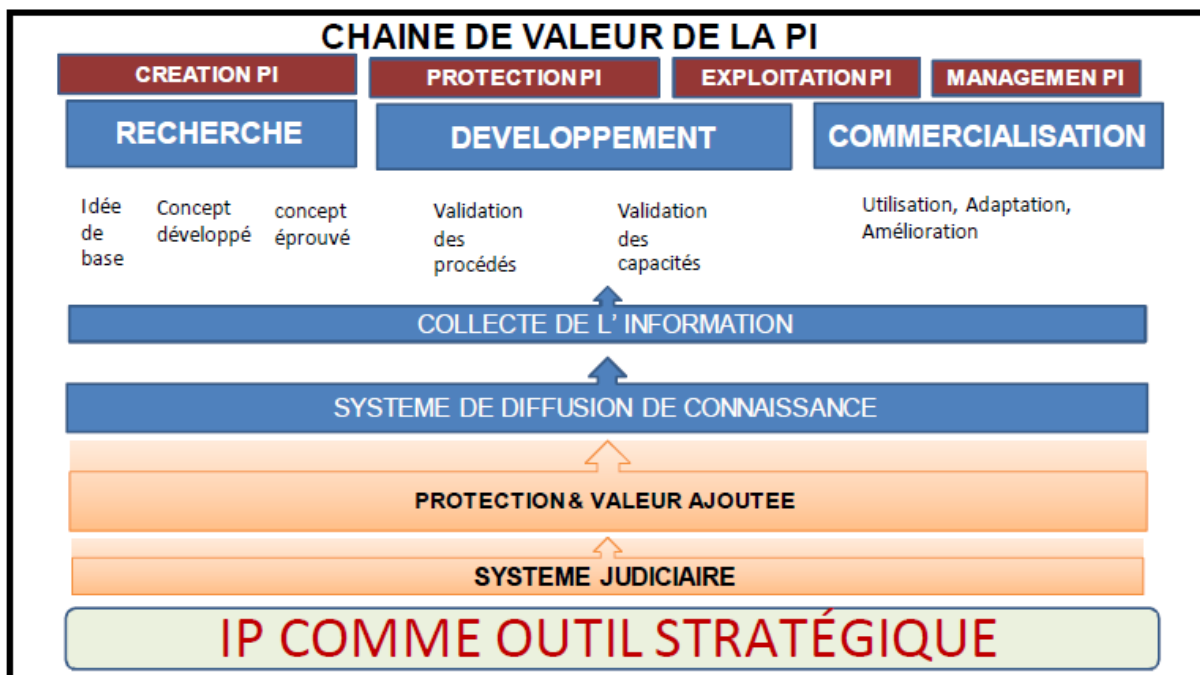 CHAINE DE VALEUR DE LA PI
CREATION PI
PROTECTION PI
EXPLOITATION PI
MANAGEMEN PI
RECHERCHE
DEVELOPPEMENT
COMMERCIALISATION
Idée
de
base
Concept
développé
concept
éprouvé
Validation
des
procédés
Validation
des
capacités
Utilisation, Adaptation,
Amélioration
COLLECTE DE L' INFORMATION
SYSTEME DE DIFFUSION DE CONNAISSANCE
PROTECTION & VALEUR AJOUTEE
SYSTEME JUDICIAIRE
IP COMME OUTIL STRATÉGIQUE